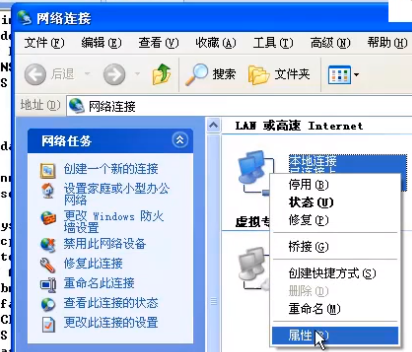 网络连接
文件(F) 编辑(E) 查看(V) 收藏(A) 工具(T) 高级(N) 帮助(H)
后退 搜索 文件夹
地址(D) 网络连接
LAN 或高速 Internet
网络任务
创建一个新的连接
设置家庭或小型办公
网络
更改 Windows 防火
墙设置
禁用此网络设备
修复此连接
重命名此连接
查看此连接的状态
更改此连接的设置
本地连接
停用(B)
状态(U)
修复(P)
桥接(G)
创建快捷方式(S)
删除(D)
重命名(M)
属性(R)
虚拟专